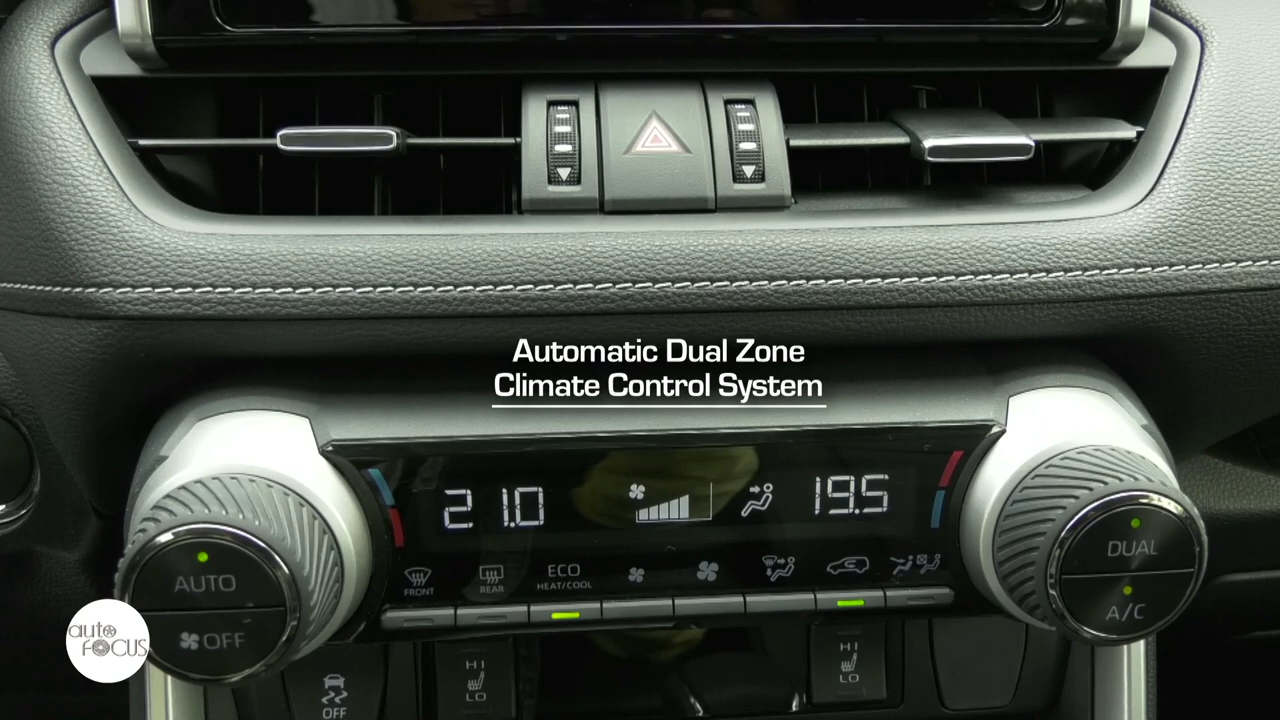 Automatic Dual Zone
Climate Control System
21.0
19.5
AUTO
OFF
FRONT
REAR
ECO
HEAT/COOL
DUAL
A/C
auto
FOCUS
OFF
HI
LO
HI
LO